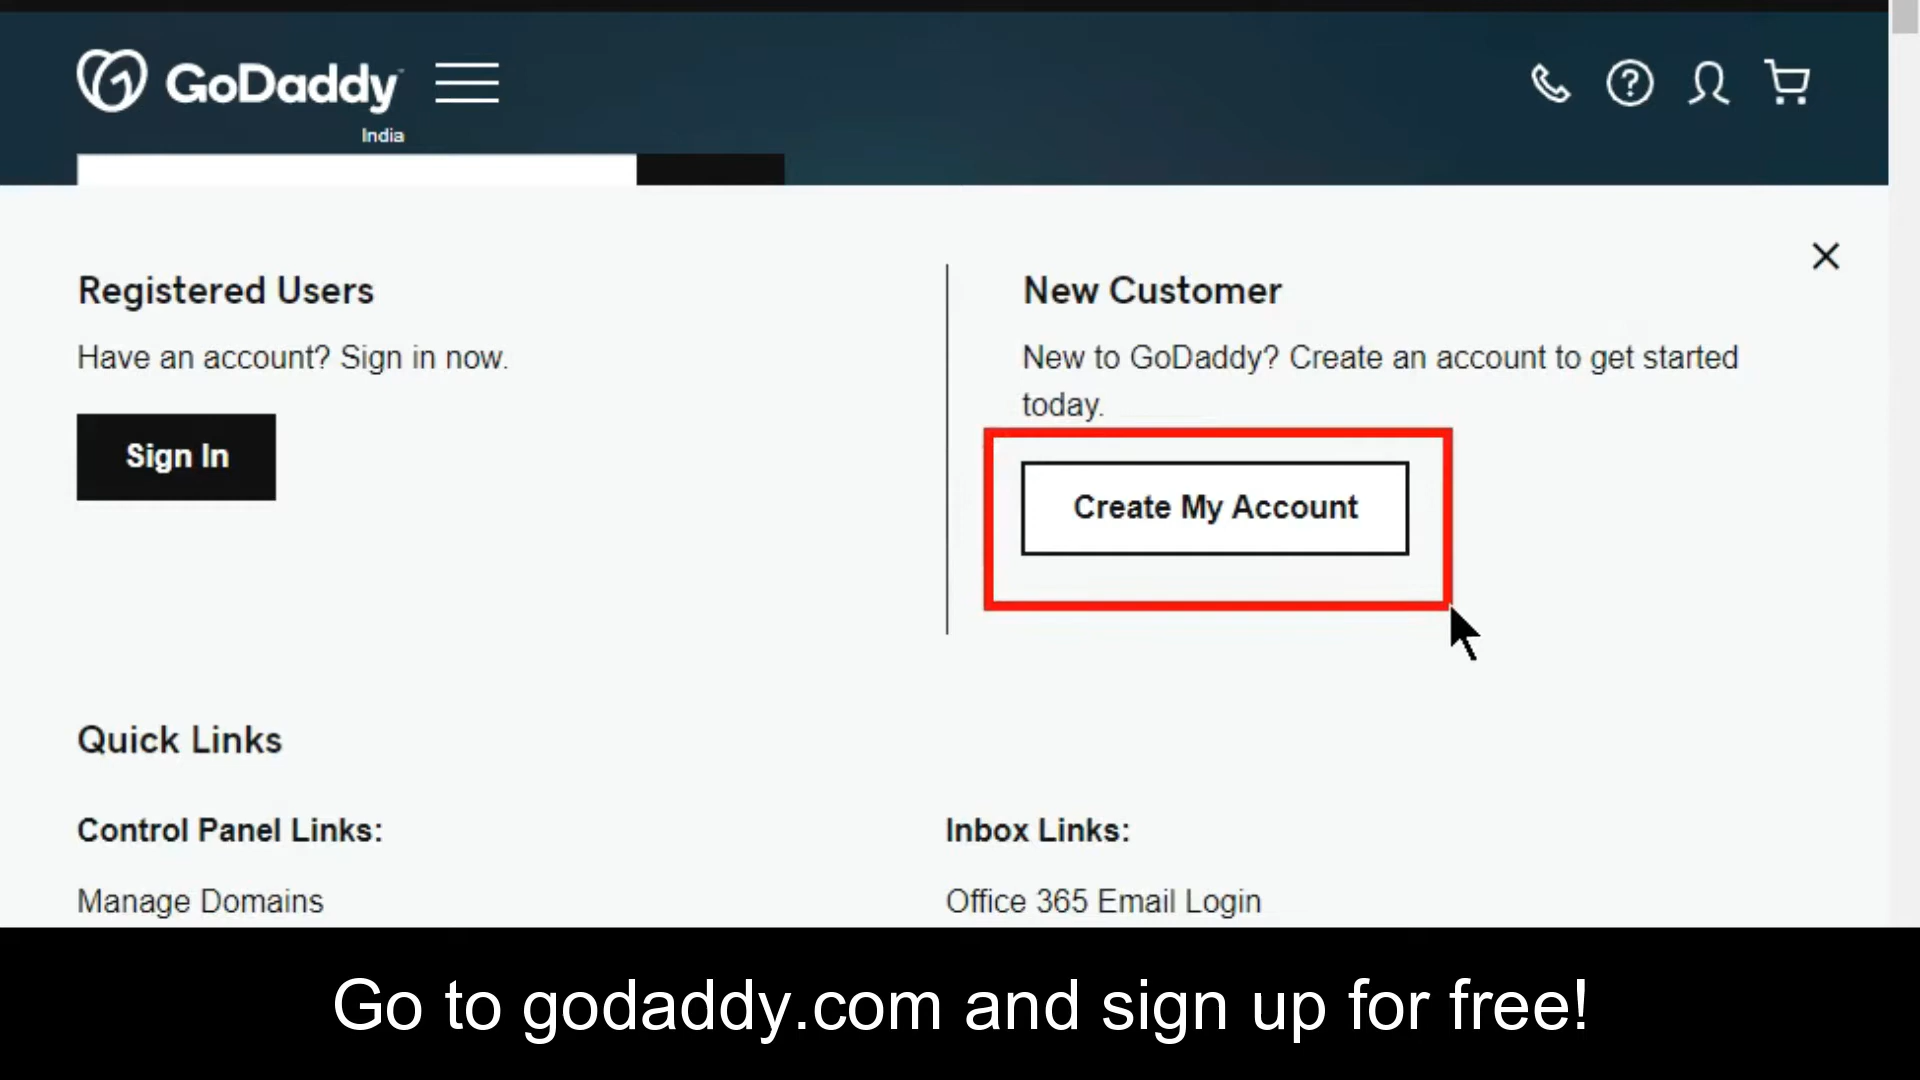 GoDaddy
India
Registered Users
Have an account? Sign in now.
Sign In
New Customer
New to GoDaddy? Create an account to get started
today.
Create My Account
Quick Links
Control Panel Links:
Manage Domains
Inbox Links:
Office 365 Email Login
Go to godaddy.com and sign up for free!